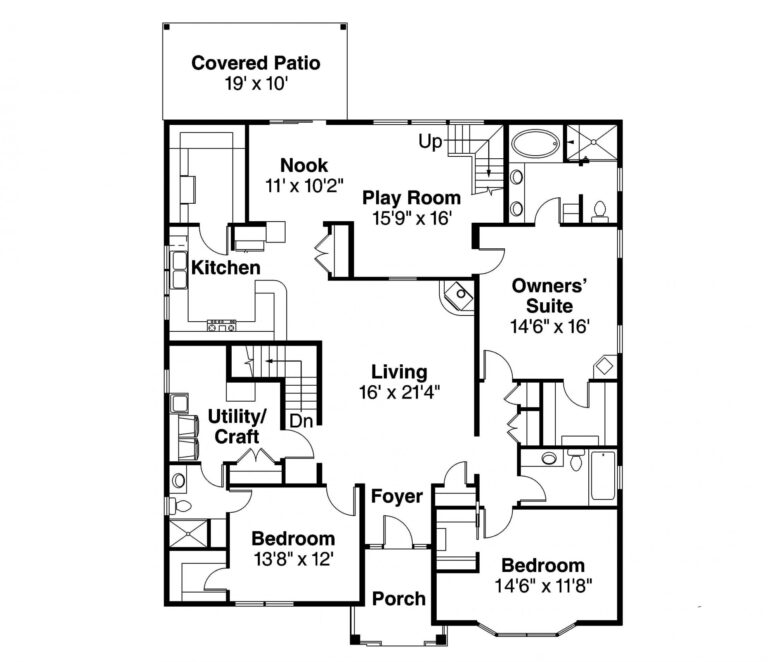 Covered Patio
19' x 10'
Up
Nook
11' x 10'2"
Play Room
15'9" x 16'
Kitchen
Owners'
Suite
14'6" x 16'
Living
16' x 21'4"
Utility/
Craft
Dn
Foyer
Bedroom
13'8" x 12'
Bedroom
14'6" x 11'8"
Porch